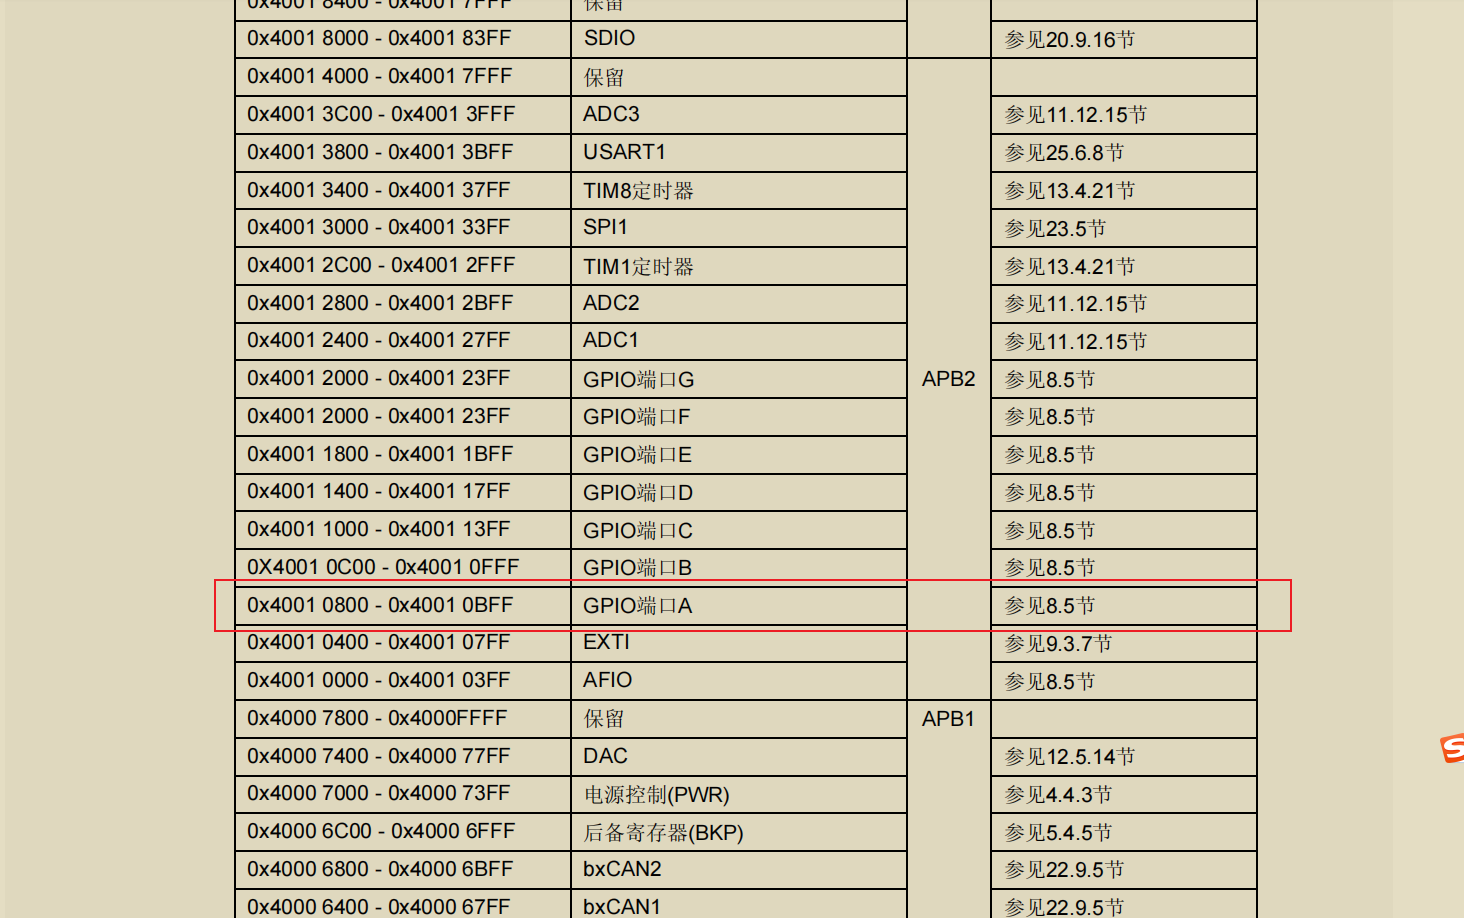 0x4001 8400 - 0x4001 7FFF 保留
0x4001 8000 - 0x4001 83FF SDIO 参见20.9.16节
0x4001 4000 - 0x4001 7FFF 保留
0x4001 3C00 - 0x4001 3FFF ADC3 参见11.12.15节
0x4001 3800 - 0x4001 3BFF USART1 参见25.6.8节
0x4001 3400 - 0x4001 37FF TIM8定时器 参见13.4.21节
0x4001 3000 - 0x4001 33FF SPI1 参见23.5节
0x4001 2C00 - 0x4001 2FFF TIM1定时器 参见13.4.21节
0x4001 2800 - 0x4001 2BFF ADC2 参见11.12.15节
0x4001 2400 - 0x4001 27FF ADC1 参见11.12.15节
0x4001 2000 - 0x4001 23FF GPIO端口G APB2 参见8.5节
0x4001 2000 - 0x4001 23FF GPIO端口F 参见8.5节
0x4001 1800 - 0x4001 1BFF GPIO端口E 参见8.5节
0x4001 1400 - 0x4001 17FF GPIO端口D 参见8.5节
0x4001 1000 - 0x4001 13FF GPIO端口C 参见8.5节
0X4001 0C00 - 0x4001 0FFF GPIO端口B 参见8.5节
0x4001 0800 - 0x4001 0BFF GPIO端口A 参见8.5节
0x4001 0400 - 0x4001 07FF EXTI 参见9.3.7节
0x4001 0000 - 0x4001 03FF AFIO 参见8.5节
0x4000 7800 - 0x4000FFFF 保留 APB1
0x4000 7400 - 0x4000 77FF DAC 参见12.5.14节
0x4000 7000 - 0x4000 73FF 电源控制(PWR) 参见4.4.3节
0x4000 6C00 - 0x4000 6FFF 后备寄存器(BKP) 参见5.4.5节
0x4000 6800 - 0x4000 6BFF bxCAN2 参见22.9.5节
0x4000 6400 - 0x4000 67FF bxCAN1 参见22.9.5节